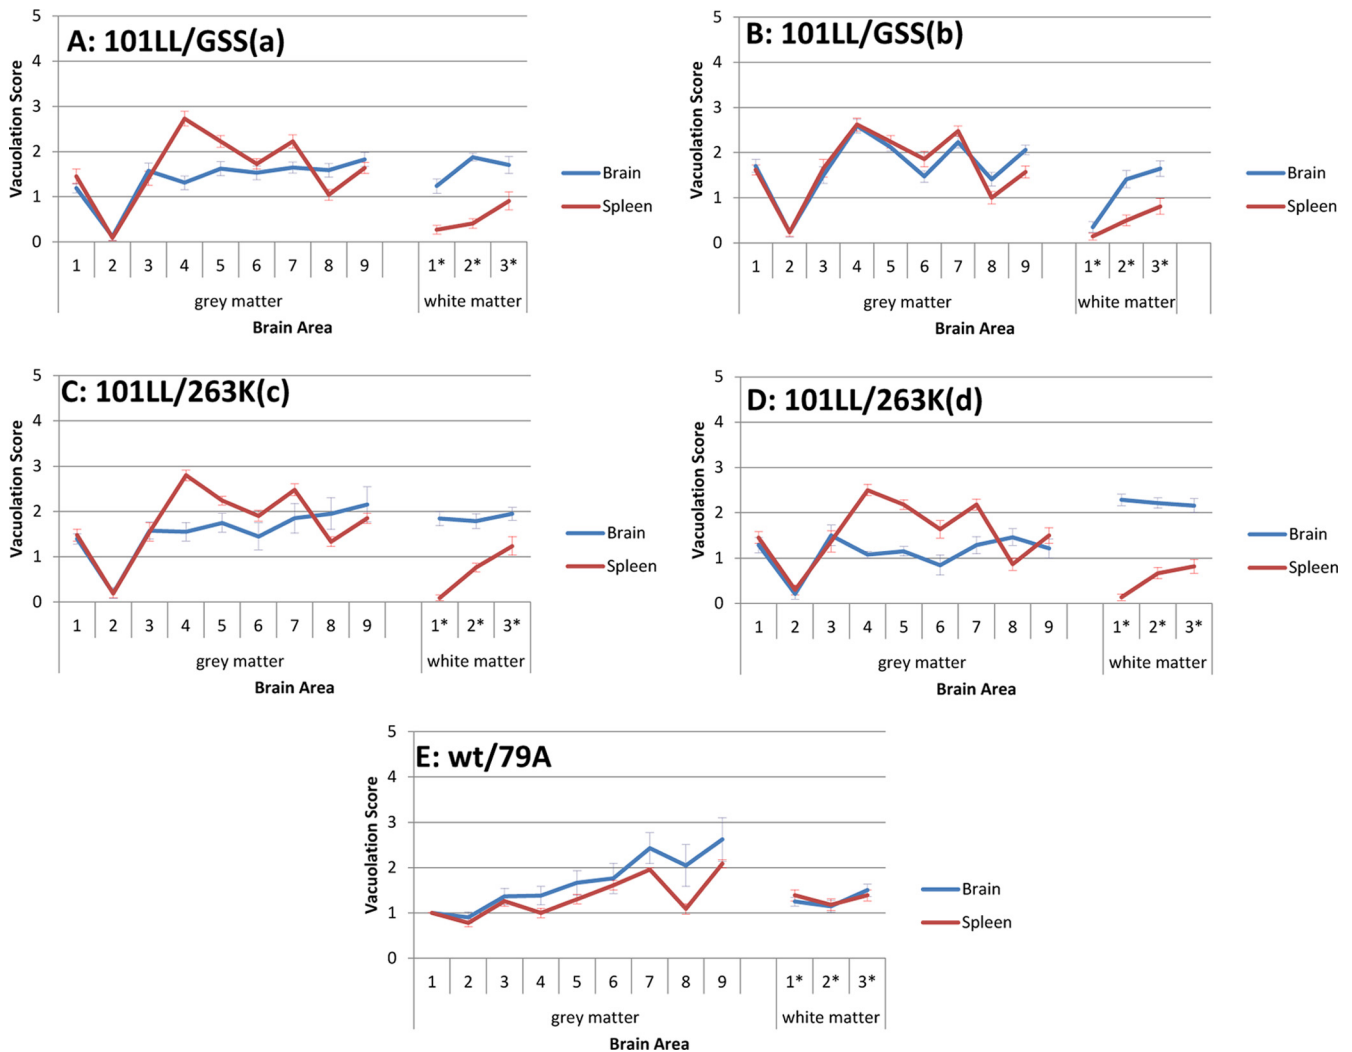 A: 101LL/GSS(a)
Vacuolation Score
5
4
3
2
1
0
1 2 3 4 5 6 7 8 9 1* 2* 3*
grey matter white matter
Brain Area
Brain
Spleen
B: 101LL/GSS(b)
Vacuolation Score
5
4
3
2
1
0
1 2 3 4 5 6 7 8 9 1* 2* 3*
grey matter white matter
Brain Area
Brain
Spleen
C: 101LL/263K(c)
Vacuolation Score
5
4
3
2
1
0
1 2 3 4 5 6 7 8 9 1* 2* 3*
grey matter white matter
Brain Area
Brain
Spleen
D: 101LL/263K(d)
Vacuolation Score
5
4
3
2
1
0
1 2 3 4 5 6 7 8 9 1* 2* 3*
grey matter white matter
Brain Area
Brain
Spleen
E: wt/79A
Vacuolation Score
5
4
3
2
1
0
1 2 3 4 5 6 7 8 9 1* 2* 3*
grey matter white matter
Brain Area
Brain
Spleen